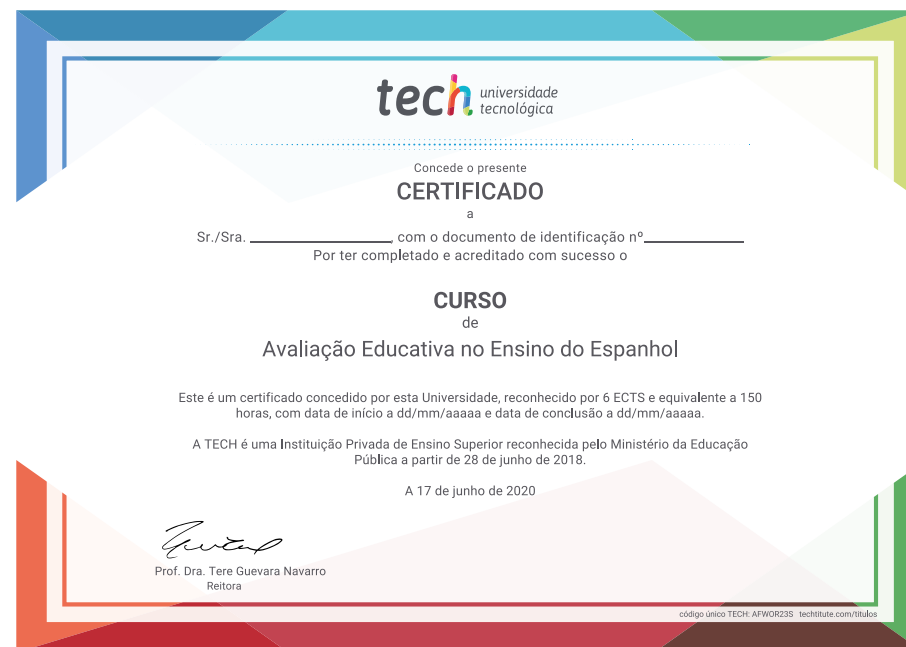 tech universidade
tecnológica
Concede o presente
CERTIFICADO
a
Sr./Sra. ____________, com o documento de identificação nº____________
Por ter completado e acreditado com sucesso o
CURSO
de
Avaliação Educativa no Ensino do Espanhol
Este é um certificado concedido por esta Universidade, reconhecido por 6 ECTS e equivalente a 150
horas, com data de início a dd/mm/aaaaa e data de conclusão a dd/mm/aaaaa.
A TECH é uma Instituição Privada de Ensino Superior reconhecida pelo Ministério da Educação
Pública a partir de 28 de junho de 2018.
A 17 de junho de 2020
Prof. Dra. Tere Guevara Navarro
Reitora
código único TECH: AFWOR23S techtitute.com/titulos